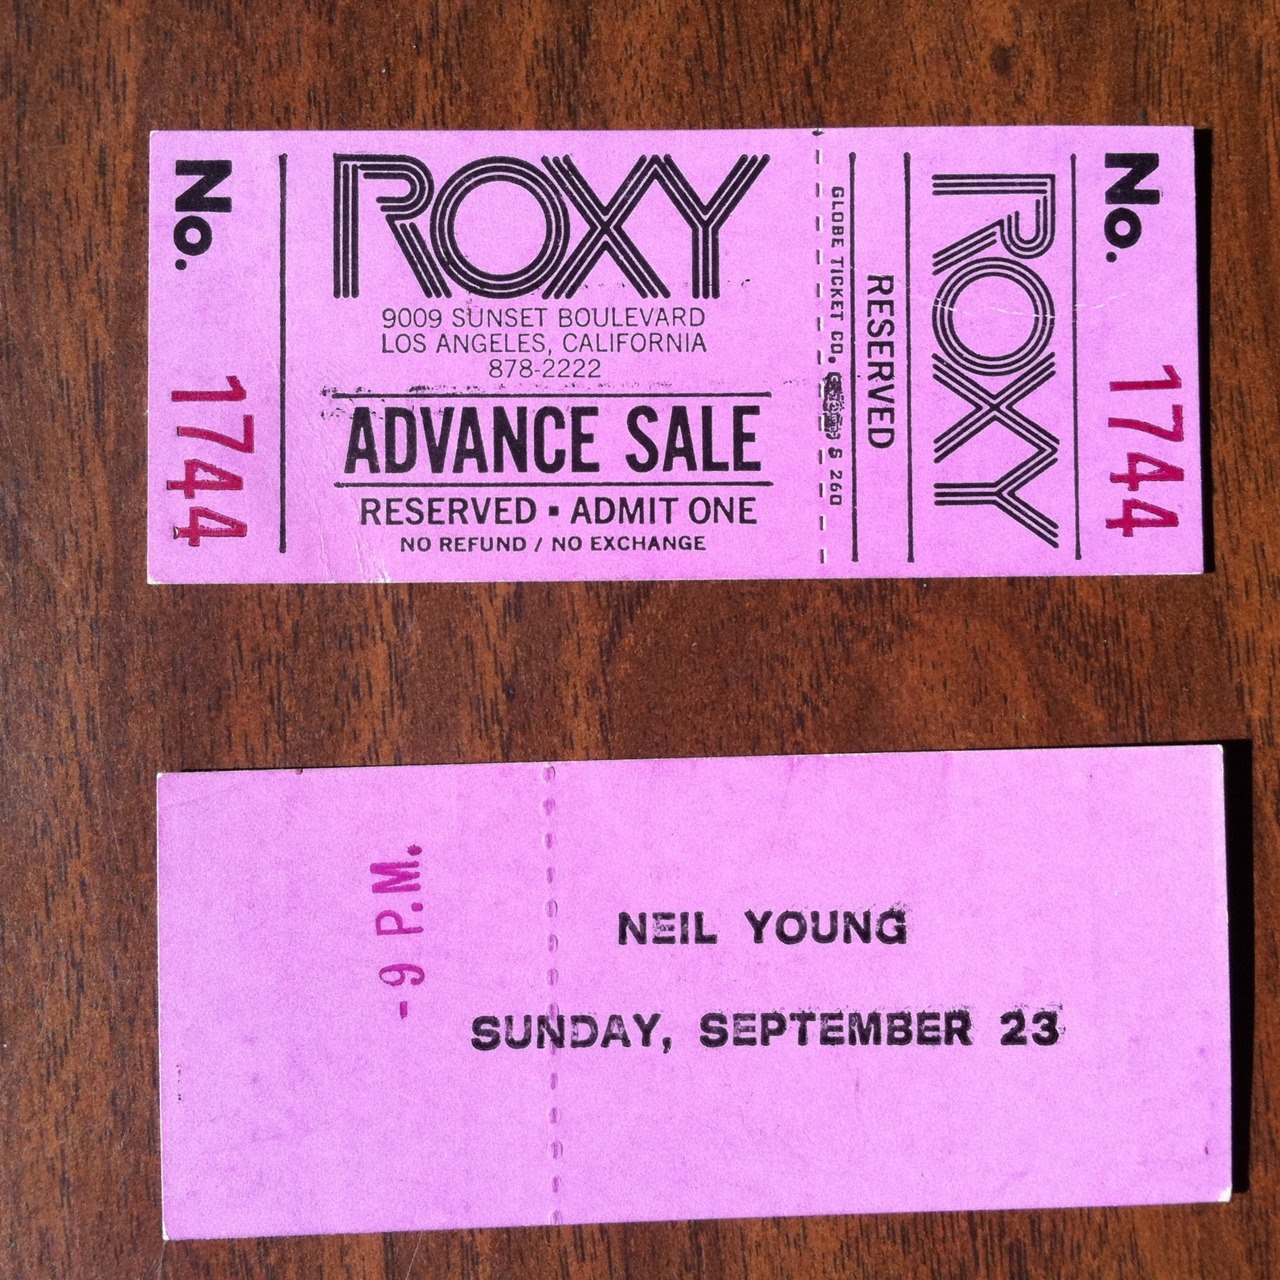 No. 1744
ROXY
9009 SUNSET BOULEVARD
LOS ANGELES, CALIFORNIA
878-2222
ADVANCE SALE
RESERVED ▪ ADMIT ONE
NO REFUND / NO EXCHANGE
GLOBE TICKET CO. S 260
RESERVED
ROXY
No. 1744
-9 P.M.
NEIL YOUNG
SUNDAY, SEPTEMBER 23